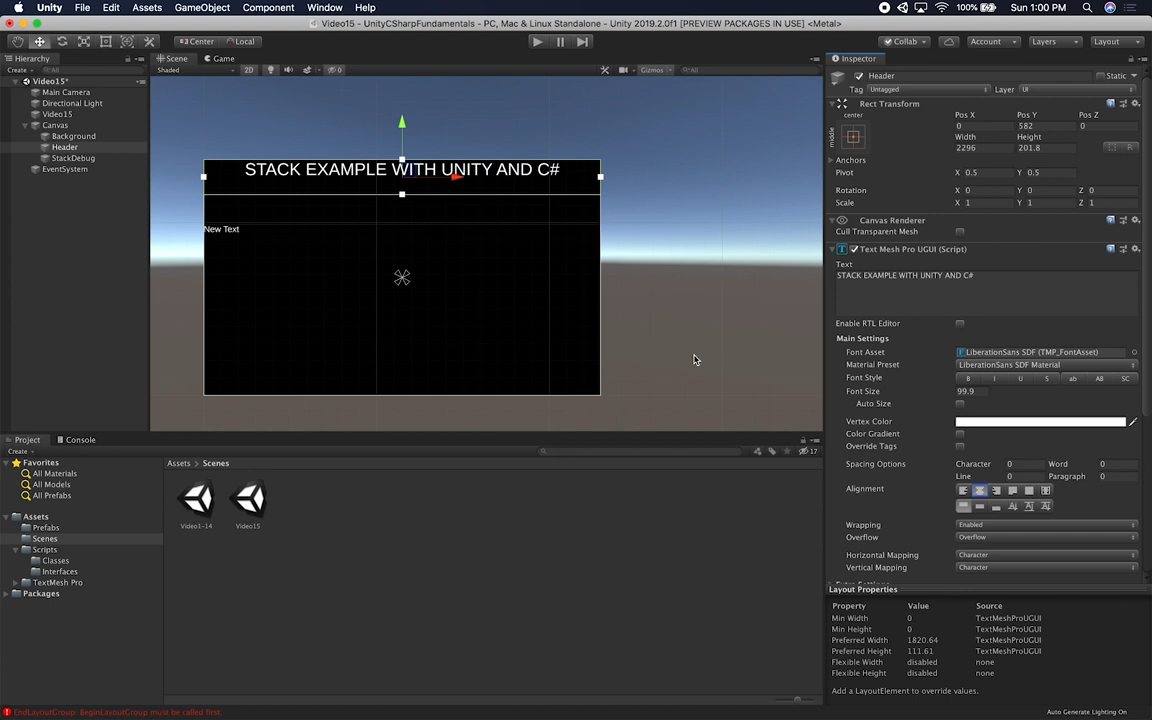 Unity File Edit Assets GameObject Component Window Help 100% Sun 1:00 PM
Video15 - UnityCSharpFundamentals - PC, Mac & Linux Standalone - Unity 2019.2.0f1 [PREVIEW PACKAGES IN USE] <Metal>
Center Local Collab Account Layers Layout
Hierarchy Scene Game Inspector
Create All Shaded 2D 0 Gizmos All
Header Static
Tag Untagged Layer UI
Video15*
Main Camera
Directional Light
Video15
Canvas
Background
Header
StackDebug
EventSystem
STACK EXAMPLE WITH UNITY AND C#
New Text
Rect Transform
center
middle
Pos X Pos Y Pos Z
0 582 0
Width Height
2296 201.8
R
Anchors
Pivot X 0.5 Y 0.5
Rotation X 0 Y 0 Z 0
Scale X 1 Y 1 Z 1
Canvas Renderer
Cull Transparent Mesh
Text Mesh Pro UGUI (Script)
Text
STACK EXAMPLE WITH UNITY AND C#
Enable RTL Editor
Main Settings
Font Asset LiberationSans SDF (TMP_FontAsset)
Material Preset LiberationSans SDF Material
Font Style B I U S ab AB SC
Font Size 99.9
Auto Size
Vertex Color
Color Gradient
Override Tags
Spacing Options Character 0 Word 0
Line 0 Paragraph 0
Alignment
Wrapping Enabled
Overflow Overflow
Horizontal Mapping Character
Vertical Mapping Character
Project Console
Create 17
Favorites
All Materials
All Models
All Prefabs
Assets
Prefabs
Scenes
Scripts
Classes
Interfaces
TextMesh Pro
Packages
Assets > Scenes
Video1-14 Video15
Layout Properties
Property Value Source
Min Width 0 TextMeshProUGUI
Min Height 0 TextMeshProUGUI
Preferred Width 1820.64 TextMeshProUGUI
Preferred Height 111.61 TextMeshProUGUI
Flexible Width disabled none
Flexible Height disabled none
Add a LayoutElement to override values.
EndLayoutGroup: BeginLayoutGroup must be called first.
Auto Generate Lighting On